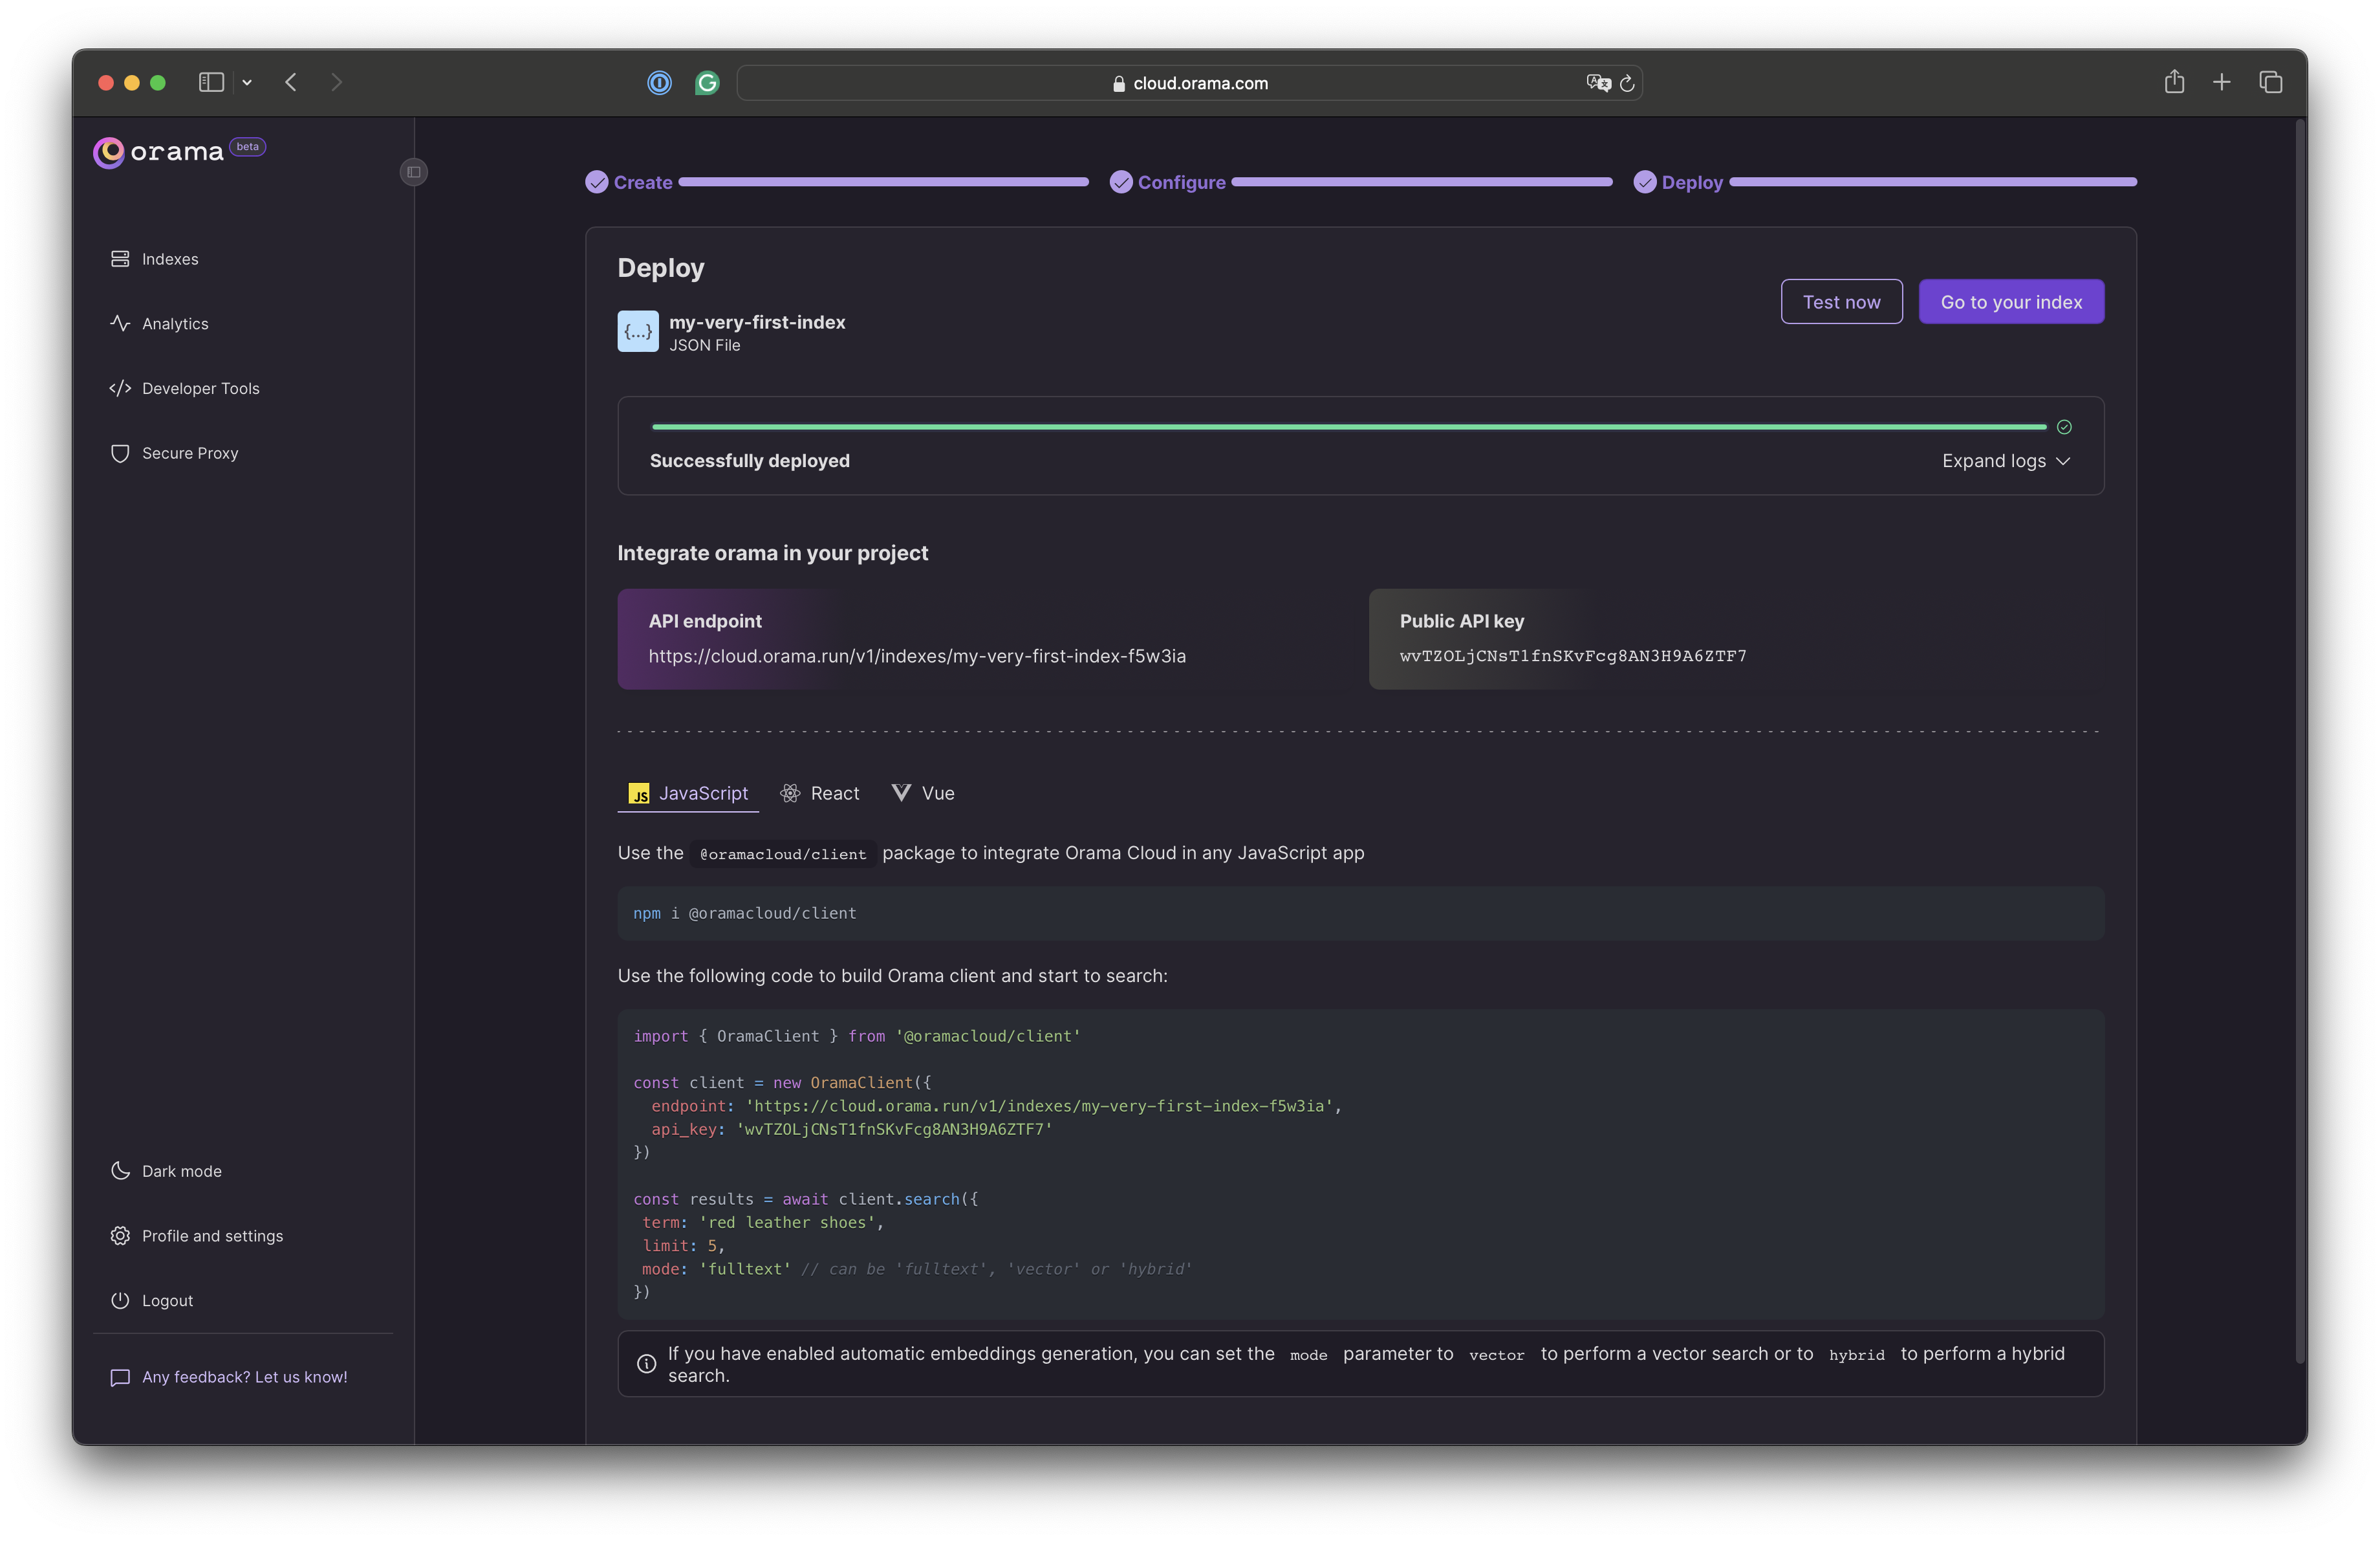 cloud.orama.com
orama beta
Indexes
Analytics
Developer Tools
Secure Proxy
Dark mode
Profile and settings
Logout
Any feedback? Let us know!
Create
Configure
Deploy
Deploy
{...}
my-very-first-index
JSON File
Test now
Go to your index
Successfully deployed
Expand logs
Integrate orama in your project
API endpoint
https://cloud.orama.run/v1/indexes/my-very-first-index-f5w3ia
Public API key
wvTZOLjCNsT1fnSKvFcg8AN3H9A6ZTF7
JS JavaScript
React
Vue
Use the @oramacloud/client package to integrate Orama Cloud in any JavaScript app
npm i @oramacloud/client
Use the following code to build Orama client and start to search:
import { OramaClient } from '@oramacloud/client'
const client = new OramaClient({
  endpoint: 'https://cloud.orama.run/v1/indexes/my-very-first-index-f5w3ia',
  api_key: 'wvTZOLjCNsT1fnSKvFcg8AN3H9A6ZTF7'
})
const results = await client.search({
 term: 'red leather shoes',
 limit: 5,
 mode: 'fulltext' // can be 'fulltext', 'vector' or 'hybrid'
})
If you have enabled automatic embeddings generation, you can set the mode parameter to vector to perform a vector search or to hybrid to perform a hybrid
search.